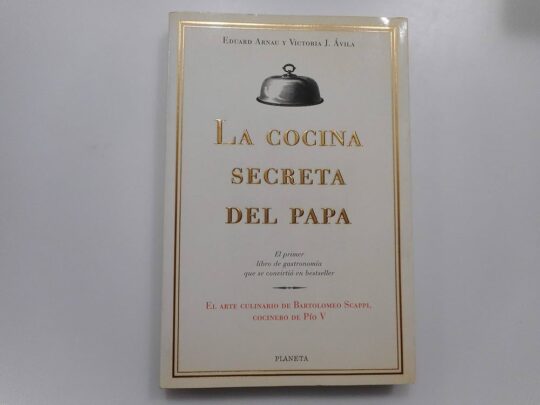 Eduard Arnau y Victoria J. Ávila
La cocina
secreta
del papa
El primer
libro de gastronomía
que se convirtió en bestseller
El arte culinario de Bartolomeo Scappi,
cocinero de Pío V
PLANETA